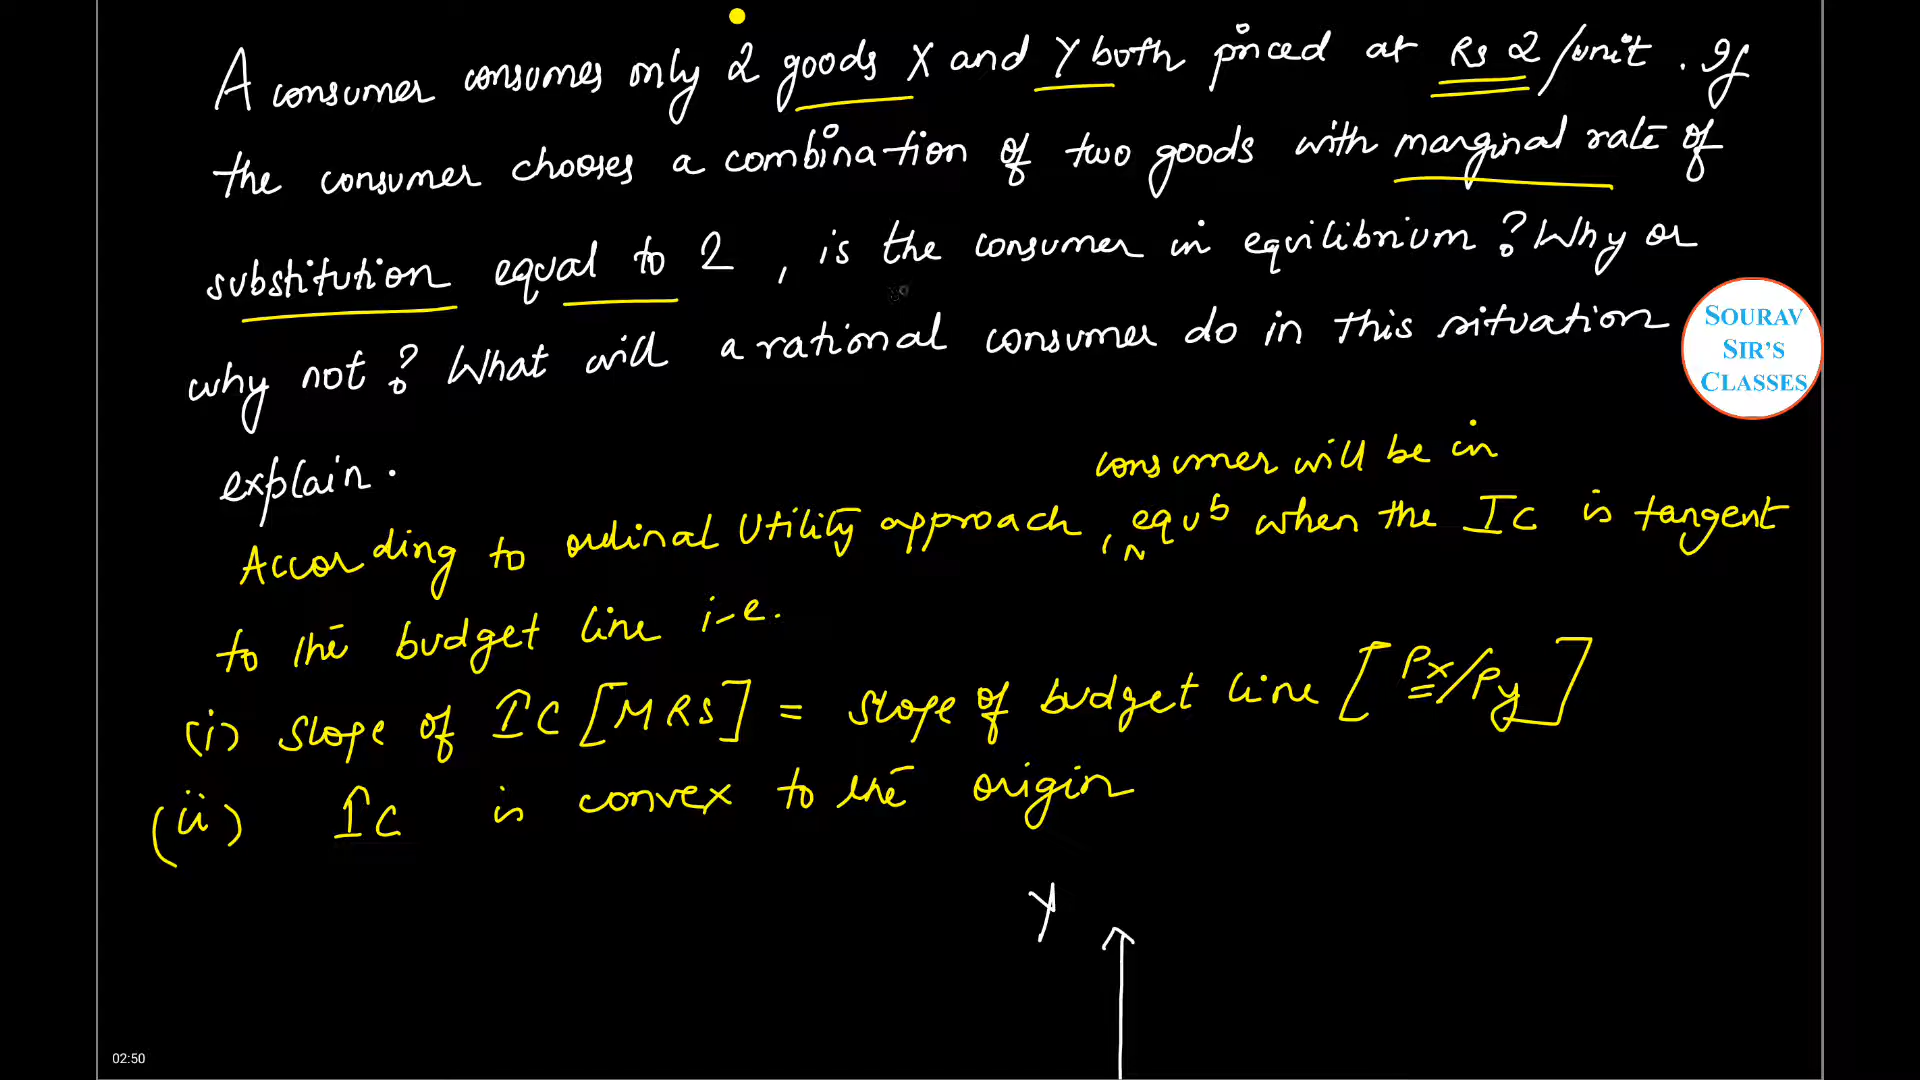 A consumer consumes only 2 goods X and Y both priced at Rs 2/unit. If
the consumer chooses a combination of two goods with marginal rate of
substitution equal to 2, is the consumer in equilibrium? Why or
why not? What will a rational consumer do in this situation
explain.
SOURAV
SIR'S
CLASSES
consumer will be in
According to ordinal Utility approach, equb when the IC is tangent
to the budget line i-e.
(i) slope of IC [MRS] = slope of budget line [Px/Py]
(ii) IC is convex to the origin
Y
02:50